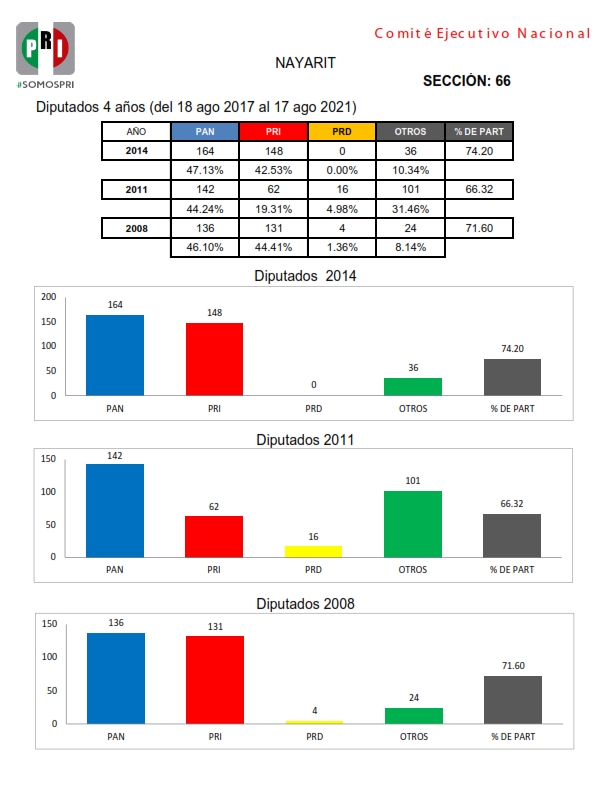 Comité Ejecutivo Nacional
PRI
#SOMOSPRI
NAYARIT
SECCIÓN: 66
Diputados 4 años (del 18 ago 2017 al 17 ago 2021)
AÑO PAN PRI PRD OTROS % DE PART
2014 164 148 0 36 74.20
47.13% 42.53% 0.00% 10.34%
2011 142 62 16 101 66.32
44.24% 19.31% 4.98% 31.46%
2008 136 131 4 24 71.60
46.10% 44.41% 1.36% 8.14%
Diputados 2014
200
150
100
50
0
164 148 0 36 74.20
PAN PRI PRD OTROS % DE PART
Diputados 2011
150
100
50
0
142 62 16 101 66.32
PAN PRI PRD OTROS % DE PART
Diputados 2008
150
100
50
0
136 131 4 24 71.60
PAN PRI PRD OTROS % DE PART